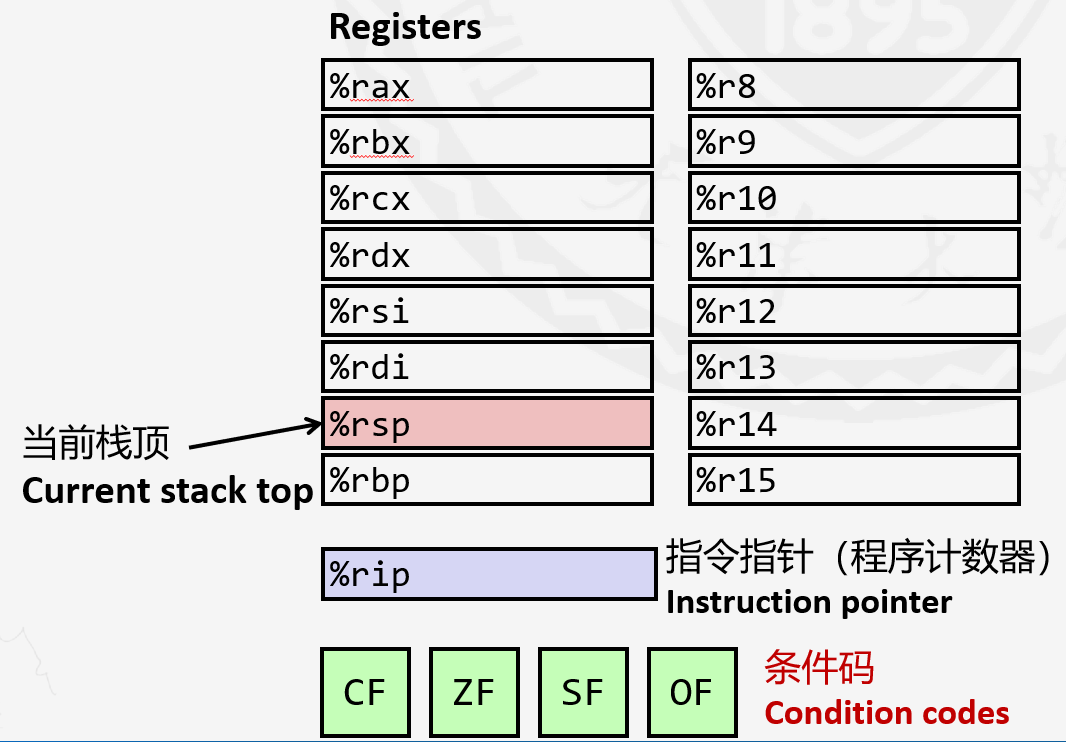 Registers
%rax
%rbx
%rcx
%rdx
%rsi
%rdi
%rsp
%rbp
%r8
%r9
%r10
%r11
%r12
%r13
%r14
%r15
当前栈顶
Current stack top
%rip
指令指针（程序计数器）
Instruction pointer
CF ZF SF OF
条件码
Condition codes
1895